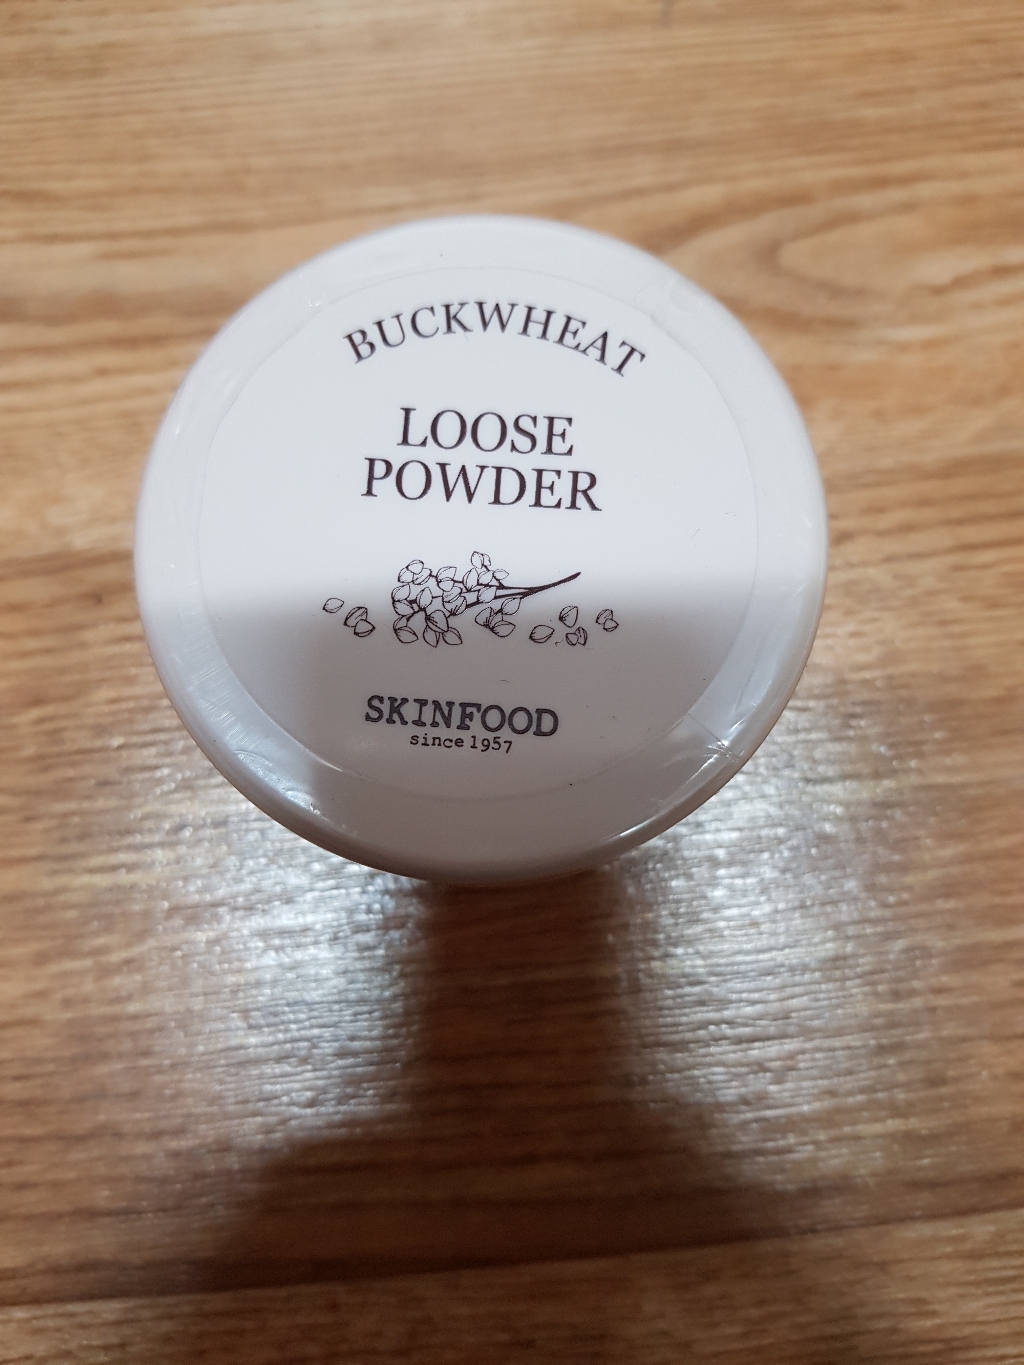 BUCKWHEAT
LOOSE
POWDER
SKINFOOD
since 1957